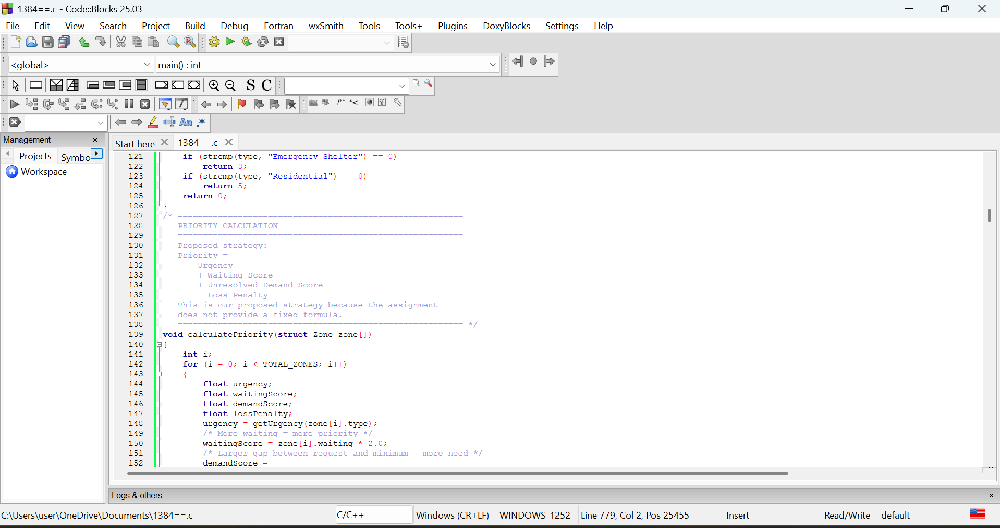 1384==.c - Code::Blocks 25.03
File Edit View Search Project Build Debug Fortran wxSmith Tools Tools+ Plugins DoxyBlocks Settings Help
<global> main() : int
S C
/** *<
Aa .*
Management
Start here 1384==.c
Projects Symbo
Workspace
121 if (strcmp(type, "Emergency Shelter") == 0)
122 return 8;
123 if (strcmp(type, "Residential") == 0)
124 return 5;
125 return 0;
126 }
127 /* =========================================================
128 PRIORITY CALCULATION
129 =========================================================
130 Proposed strategy:
131 Priority =
132 Urgency
133 + Waiting Score
134 + Unresolved Demand Score
135 - Loss Penalty
136 This is our proposed strategy because the assignment
137 does not provide a fixed formula.
138 ========================================================= */
139 void calculatePriority(struct Zone zone[])
140 {
141 int i;
142 for (i = 0; i < TOTAL_ZONES; i++)
143 {
144 float urgency;
145 float waitingScore;
146 float demandScore;
147 float lossPenalty;
148 urgency = getUrgency(zone[i].type);
149 /* More waiting = more priority */
150 waitingScore = zone[i].waiting * 2.0;
151 /* Larger gap between request and minimum = more need */
152 demandScore =
Logs & others
C:\Users\user\OneDrive\Documents\1384==.c C/C++ Windows (CR+LF) WINDOWS-1252 Line 779, Col 2, Pos 25455 Insert Read/Write default